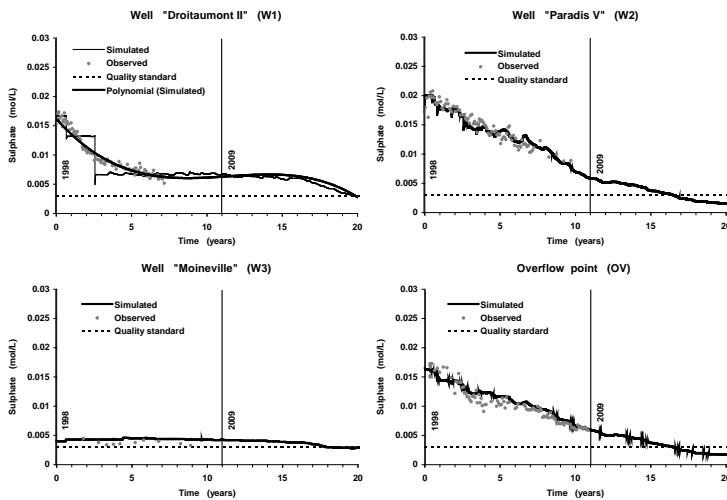 Well "Droitaumont II" (W1)
0.03
0.025
0.02
0.015
0.01
0.005
0
Sulphate (mol/L)
Simulated
Observed
Quality standard
Polynomial (Simulated)
1998
2009
0 5 10 15 20
Time (years)
Well "Paradis V" (W2)
0.03
0.025
0.02
0.015
0.01
0.005
0
Sulphate (mol/L)
Simulated
Observed
Quality standard
1998
2009
0 5 10 15 20
Time (years)
Well "Moineville" (W3)
0.03
0.025
0.02
0.015
0.01
0.005
0
Sulphate (mol/L)
Simulated
Observed
Quality standard
1998
2009
0 5 10 15 20
Time (years)
Overflow point (OV)
0.03
0.025
0.02
0.015
0.01
0.005
0
Sulphate (mol/L)
Simulated
Observed
Quality stardard
1998
2009
0 5 10 15 20
Time (years)